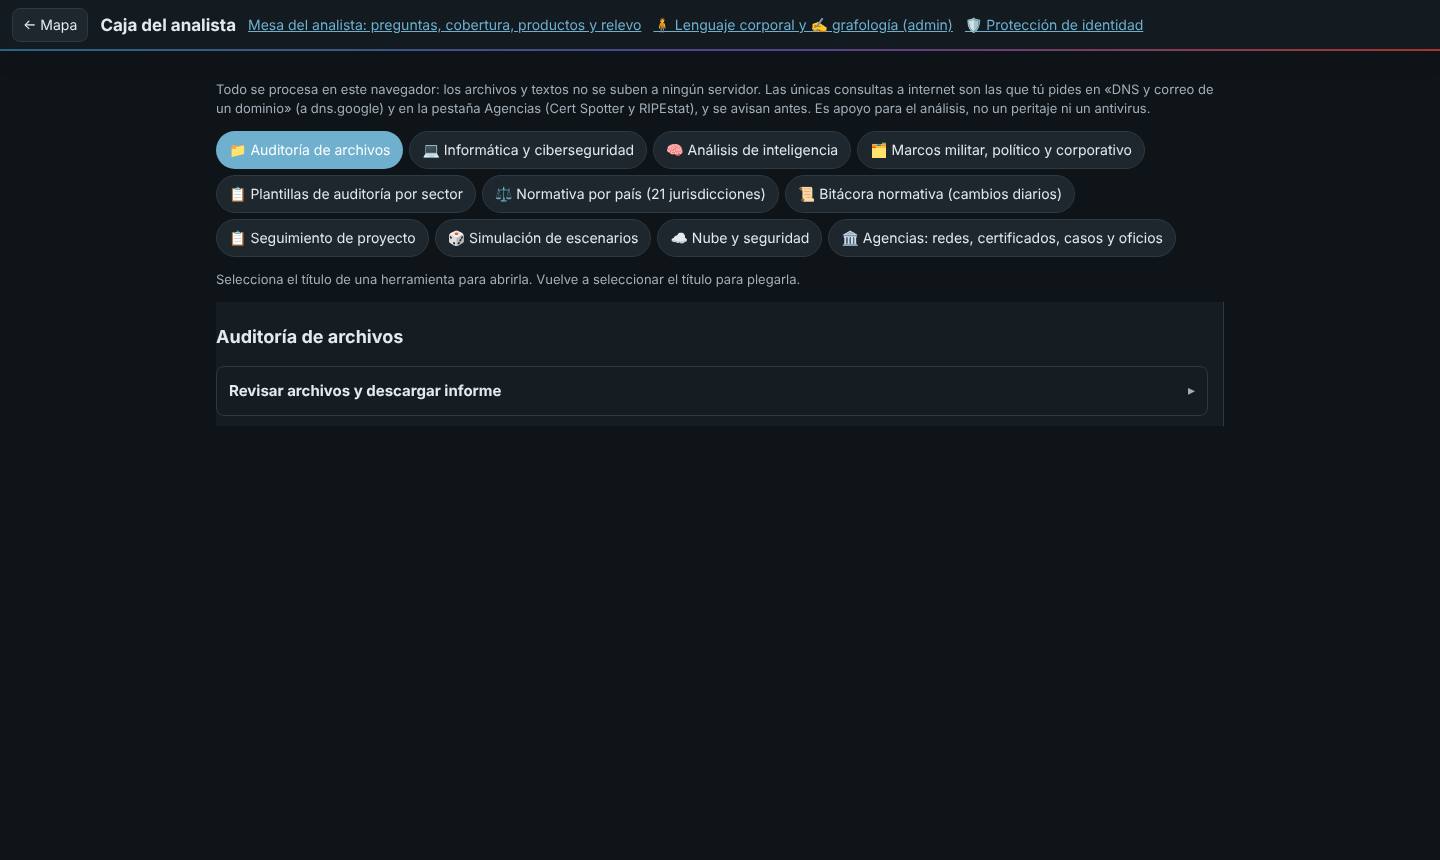 ← Mapa Caja del analista Mesa del analista: preguntas, cobertura, productos y relevo 🧍 Lenguaje corporal y ✍️ grafología (admin) 🛡️ Protección de identidad
Todo se procesa en este navegador: los archivos y textos no se suben a ningún servidor. Las únicas consultas a internet son las que tú pides en «DNS y correo de
un dominio» (a dns.google) y en la pestaña Agencias (Cert Spotter y RIPEstat), y se avisan antes. Es apoyo para el análisis, no un peritaje ni un antivirus.
📁 Auditoría de archivos 💻 Informática y ciberseguridad 🧠 Análisis de inteligencia 🗂️ Marcos militar, político y corporativo
📋 Plantillas de auditoría por sector ⚖️ Normativa por país (21 jurisdicciones) 📜 Bitácora normativa (cambios diarios)
📋 Seguimiento de proyecto 🎲 Simulación de escenarios ☁️ Nube y seguridad 🏛️ Agencias: redes, certificados, casos y oficios
Selecciona el título de una herramienta para abrirla. Vuelve a seleccionar el título para plegarla.
Auditoría de archivos
Revisar archivos y descargar informe ▸